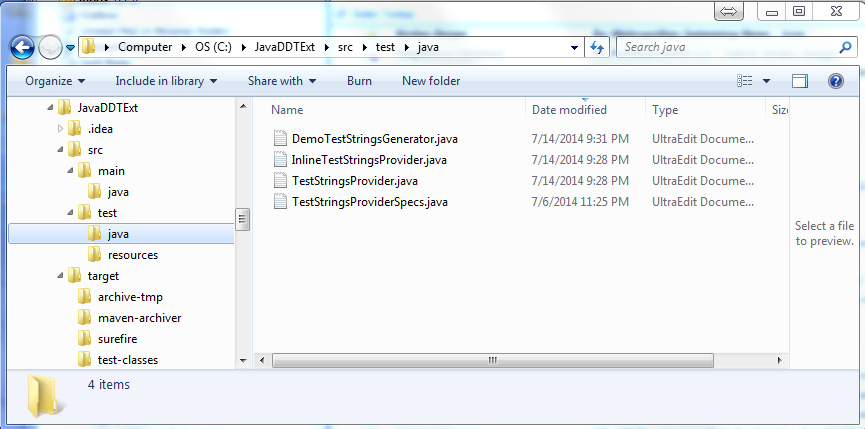 Computer OS (C:) JavaDDTExt src test java Search java
Organize Include in library Share with Burn New folder
JavaDDTExt
.idea
src
main
java
test
java
resources
target
archive-tmp
maven-archiver
surefire
test-classes
Name Date modified Type Siz
DemoTestStringsGenerator.java 7/14/2014 9:31 PM UltraEdit Docume...
InlineTestStringsProvider.java 7/14/2014 9:28 PM UltraEdit Docume...
TestStringsProvider.java 7/14/2014 9:28 PM UltraEdit Docume...
TestStringsProviderSpecs.java 7/6/2014 11:25 PM UltraEdit Docume...
Select a file
to preview.
4 items